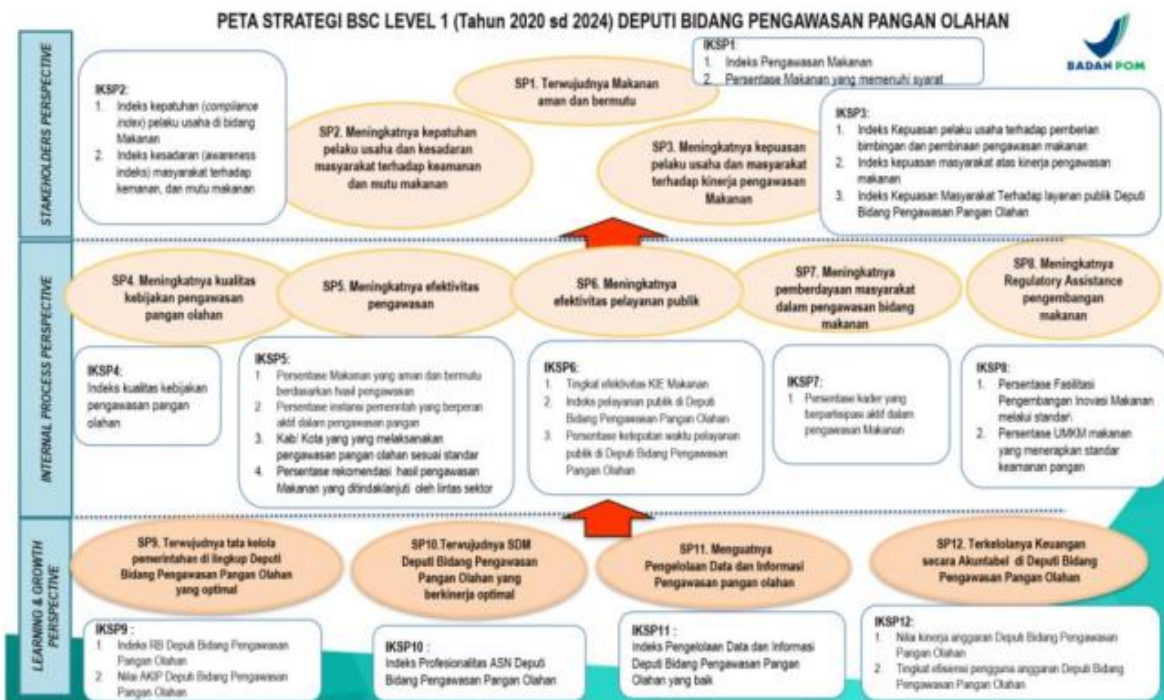 PETA STRATEGI BSC LEVEL 1 (Tahun 2020 sd 2024) DEPUTI BIDANG PENGAWASAN PANGAN OLAHAN
BADAN POM
STAKEHOLDERS PERSPECTIVE
IKSP1:
1. Indeks Pengawasan Makanan
2. Persentase Makanan yang memenuhi syarat
SP1. Terwujudnya Makanan
aman dan bermutu
IKSP2:
1. Indeks kepatuhan (compliance
index) pelaku usaha di bidang
Makanan
2. Indeks kesadaran (awareness
indeks) masyarakat terhadap
kemanan, dan mutu makanan
SP2. Meningkatnya kepatuhan
pelaku usaha dan kesadaran
masyarakat terhadap keamanan
dan mutu makanan
SP3. Meningkatnya kepuasan
pelaku usaha dan masyarakat
terhadap kinerja pengawasan
Makanan
IKSP3:
1. Indeks Kepuasan pelaku usaha terhadap pemberian
bimbingan dan pembinaan pengawasan makanan
2. Indeks kepuasan masyarakat atas kinerja pengawasan
makanan
3. Indeks Kepuasan Masyarakat Terhadap layanan publik Deputi
Bidang Pengawasan Pangan Olahan
INTERNAL PROCESS PERSPECTIVE
SP4. Meningkatnya kualitas
kebijakan pengawasan
pangan olahan
SP5. Meningkatnya efektivitas
pengawasan
SP6. Meningkatnya
efektivitas pelayanan publik
SP7. Meningkatnya
pemberdayaan masyarakat
dalam pengawasan bidang
makanan
SP8. Meningkatnya
Regulatory Assistance
pengembangan
makanan
IKSP4:
Indeks kualitas kebijakan
pengawasan pangan
olahan
IKSP5:
1. Persentase Makanan yang aman dan bermutu
berdasarkan hasil pengawasan
2. Persentase instansi pemerintah yang berperan
aktif dalam pengawasan pangan
3. Kab/ Kota yang yang melaksanakan
pengawasan pangan olahan sesuai standar
4. Persentase rekomendasi hasil pengawasan
Makanan yang ditindaklanjuti oleh lintas sektor
IKSP6:
1. Tingkat efektivitas KIE Makanan
2. Indeks pelayanan publik di Deputi
Bidang Pengawasan Pangan Olahan
3. Persentase ketepatan waktu pelayanan
publik di Deputi Bidang Pengawasan
Pangan Olahan
IKSP7
1. Persentase kader yang
berpartisipasi aktif dalam
pengawasan Makanan
IKSP8:
1. Persentase Fasilitasi
Pengembangan Inovasi Makanan
melalui standari.
2. Persentase UMKM makanan
yang menerapkan standar
keamanan pangan
LEARNING & GROWTH
PERSPECTIVE
SP9. Terwujudnya tata kelola
pemerintahan di lingkup Deputi
Bidang Pengawasan Pangan Olahan
yang optimal
SP10.Terwujudnya SDM
Deputi Bidang Pengawasan
Pangan Olahan yang
berkinerja optimal
SP11. Menguatnya
Pengelolaan Data dan Informasi
Pengawasan pangan olahan
SP12. Terkelolanya Keuangan
secara Akuntabel di Deputi Bidang
Pengawasan Pangan Olahan
IKSP9 :
1. Indeks RB Deputi Bidang Pengawasan
Pangan Olahan
2. Nilai AKIP Deputi Bidang Pengawasan
Pangan Olahan
IKSP10 :
Indeks Profesionalitas ASN Deputi
Bidang Pengawasan Pangan Olahan
IKSP11 :
Indeks Pengelolaan Data dan Informasi
Deputi Bidang Pengawasan Pangan
Olahan yang baik
IKSP12:
1. Nilai kinerja anggaran Deputi Bidang Pengawasan
Pangan Olahan
2. Tingkat efisiensi pengguna anggaran Deputi Bidang
Pengawasan Pangan Olahan